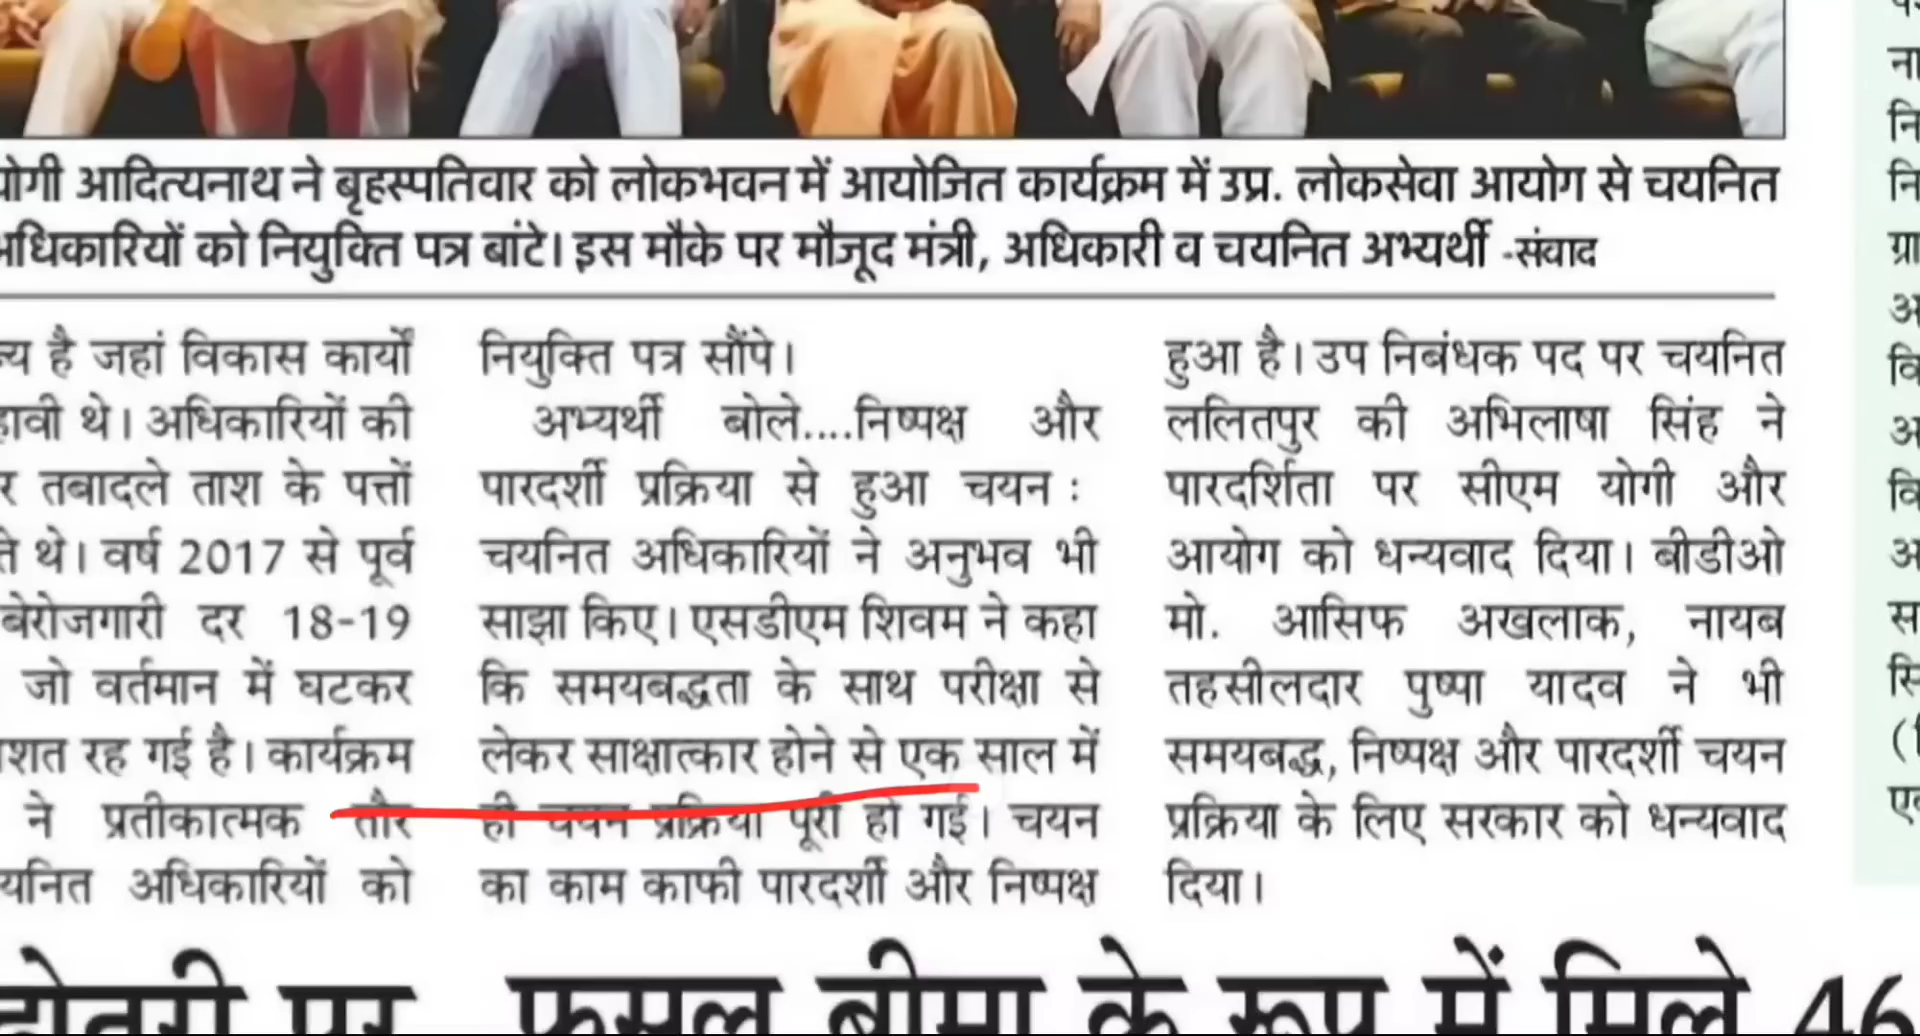 योगी आदित्यनाथ ने बृहस्पतिवार को लोकभवन में आयोजित कार्यक्रम में उप्र. लोकसेवा आयोग से चयनित
अधिकारियों को नियुक्ति पत्र बांटे। इस मौके पर मौजूद मंत्री, अधिकारी व चयनित अभ्यर्थी -संवाद
है जहां विकास कार्यों
हावी थे। अधिकारियों की
तबादले ताश के पत्तों
थे। वर्ष 2017 से पूर्व
बेरोजगारी दर 18-19
जो वर्तमान में घटकर
रह गई है। कार्यक्रम
ने प्रतीकात्मक तौर
चयनित अधिकारियों को
नियुक्ति पत्र सौंपे।
अभ्यर्थी बोले....निष्पक्ष और
पारदर्शी प्रक्रिया से हुआ चयन :
चयनित अधिकारियों ने अनुभव भी
साझा किए। एसडीएम शिवम ने कहा
कि समयबद्धता के साथ परीक्षा से
लेकर साक्षात्कार होने से एक साल में
ही चयन प्रक्रिया पूरी हो गई। चयन
का काम काफी पारदर्शी और निष्पक्ष
हुआ है। उप निबंधक पद पर चयनित
ललितपुर की अभिलाषा सिंह ने
पारदर्शिता पर सीएम योगी और
आयोग को धन्यवाद दिया। बीडीओ
मो. आसिफ अखलाक, नायब
तहसीलदार पुष्पा यादव ने भी
समयबद्ध, निष्पक्ष और पारदर्शी चयन
प्रक्रिया के लिए सरकार को धन्यवाद
दिया।
पर
फसल बीमा के रूप में मिले 46